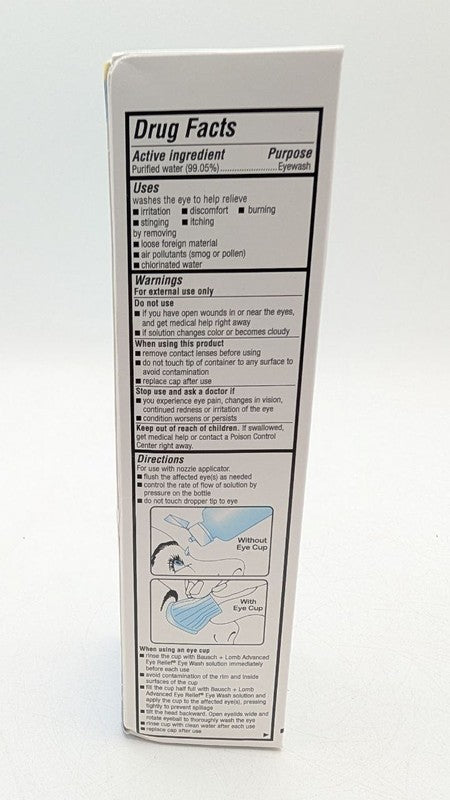 Drug Facts
Active ingredient Purpose
Purified water (99.05%)......................Eyewash
Uses
washes the eye to help relieve
■ irritation ■ discomfort ■ burning
■ stinging ■ itching
by removing
■ loose foreign material
■ air pollutants (smog or pollen)
■ chlorinated water
Warnings
For external use only
Do not use
■ if you have open wounds in or near the eyes,
and get medical help right away
■ if solution changes color or becomes cloudy
When using this product
■ remove contact lenses before using
■ do not touch tip of container to any surface to
avoid contamination
■ replace cap after use
Stop use and ask a doctor if
■ you experience eye pain, changes in vision,
continued redness or irritation of the eye
■ condition worsens or persists
Keep out of reach of children. If swallowed,
get medical help or contact a Poison Control
Center right away.
Directions
For use with nozzle applicator.
■ flush the affected eye(s) as needed
■ control the rate of flow of solution by
pressure on the bottle
■ do not touch dropper tip to eye
Without
Eye Cup
With
Eye Cup
When using an eye cup
■ rinse the cup with Bausch + Lomb Advanced
Eye Relief® Eye Wash solution immediately
before each use
■ avoid contamination of the rim and inside
surfaces of the cup
■ fill the cup half full with Bausch + Lomb
Advanced Eye Relief® Eye Wash solution and
apply the cup to the affected eye(s), pressing
tightly to prevent spillage
■ tilt the head backward. Open eyelids wide and
rotate eyeball to thoroughly wash the eye
■ rinse cup with clean water after each use
■ replace cap after use